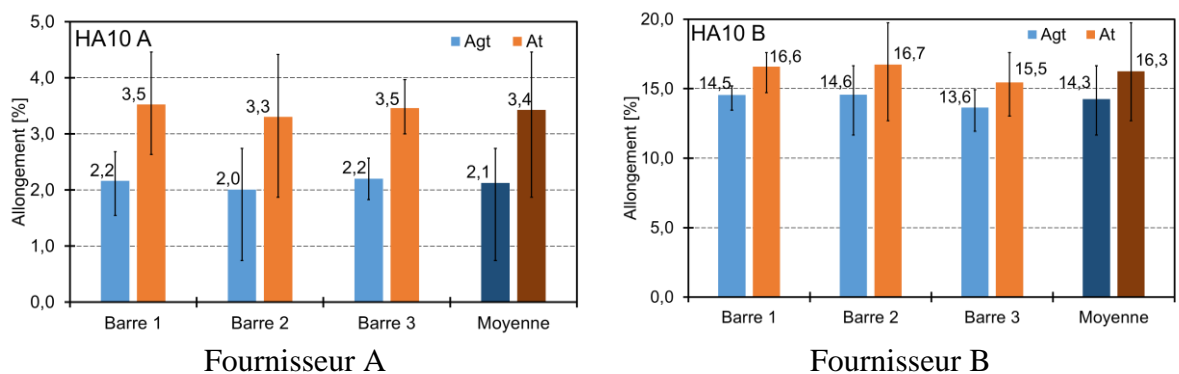 HA10 A
Agt At
Allongement [%]
5,0
4,0
3,0
2,0
1,0
0,0
2,2 3,5
2,0 3,3
2,2 3,5
2,1 3,4
Barre 1 Barre 2 Barre 3 Moyenne
Fournisseur A
HA10 B
Agt At
Allongement [%]
20,0
15,0
10,0
5,0
0,0
14,5 16,6
14,6 16,7
13,6 15,5
14,3 16,3
Barre 1 Barre 2 Barre 3 Moyenne
Fournisseur B